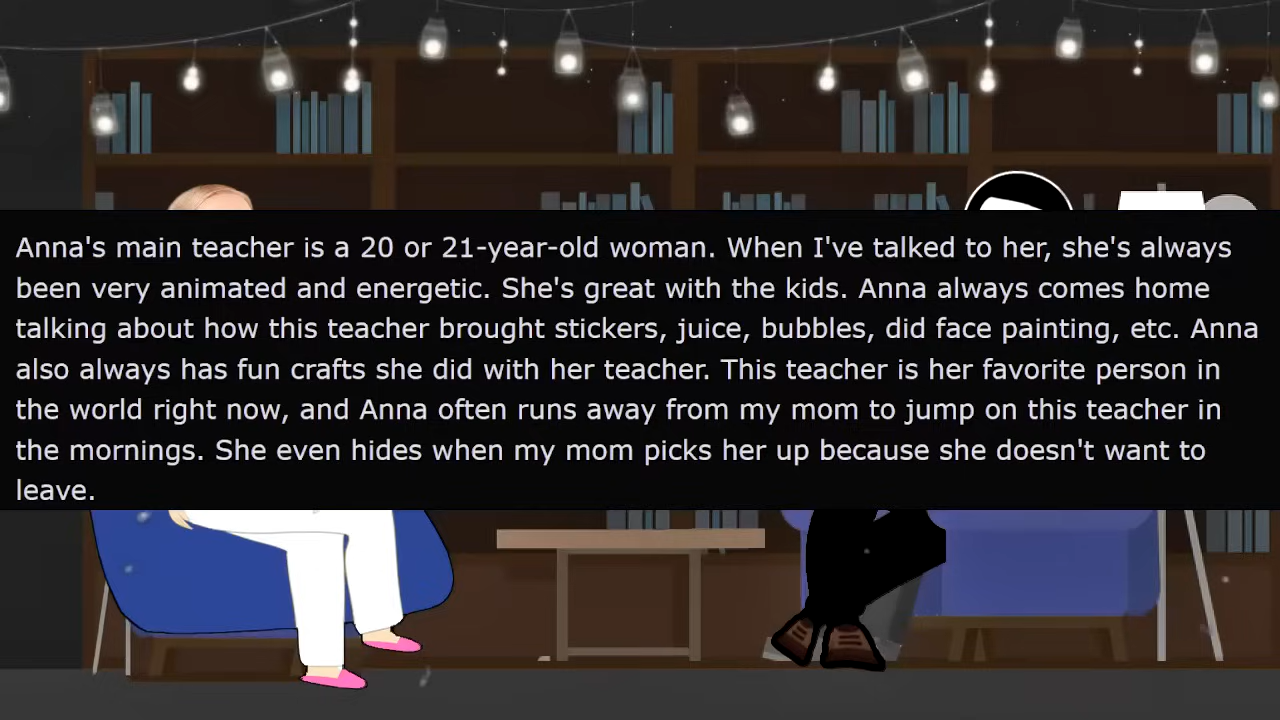 Anna's main teacher is a 20 or 21-year-old woman. When I've talked to her, she's always
been very animated and energetic. She's great with the kids. Anna always comes home
talking about how this teacher brought stickers, juice, bubbles, did face painting, etc. Anna
also always has fun crafts she did with her teacher. This teacher is her favorite person in
the world right now, and Anna often runs away from my mom to jump on this teacher in
the mornings. She even hides when my mom picks her up because she doesn't want to
leave.